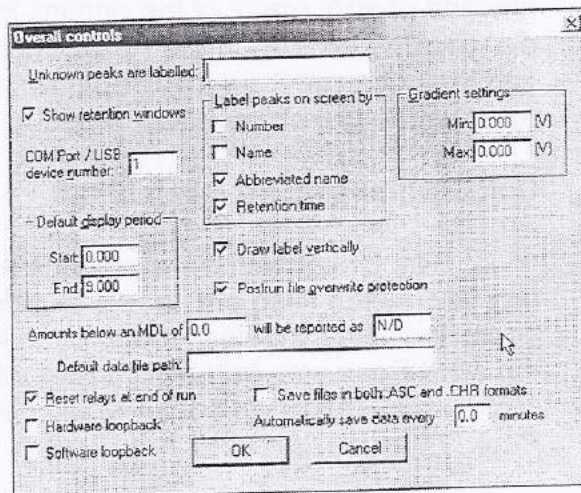 Overall controls
Unknown peaks are labelled:
Show retention windows
COM Port / USB
device number: 1
Label peaks on screen by
Number
Name
Abbreviated name
Retention time
Gradient settings
Min: 0.000 [V]
Max: 0.000 [V]
Default display period
Start: 0.000
End: 9.000
Draw label vertically
Postrun file overwrite protection
Amounts below an MDL of 0.0 will be reported as N/D
Default data file path:
Reset relays at end of run
Save files in both .ASC and .CHR formats
Hardware loopback
Automatically save data every 0.0 minutes
Software loopback
OK
Cancel